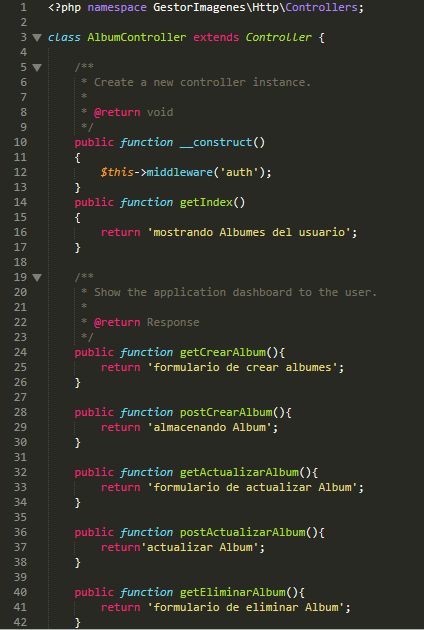 1 <?php namespace GestorImagenes\Http\Controllers;
2
3 class AlbumController extends Controller {
4
5 /**
6 * Create a new controller instance.
7 *
8 * @return void
9 */
10 public function __construct()
11 {
12 $this->middleware('auth');
13 }
14 public function getIndex()
15 {
16 return 'mostrando Albumes del usuario';
17 }
18
19 /**
20 * Show the application dashboard to the user.
21 *
22 * @return Response
23 */
24 public function getCrearAlbum(){
25 return 'formulario de crear albumes';
26 }
27
28 public function postCrearAlbum(){
29 return 'almacenando Album';
30 }
31
32 public function getActualizarAlbum(){
33 return 'formulario de actualizar Album';
34 }
35
36 public function postActualizarAlbum(){
37 return'actualizar Album';
38 }
39
40 public function getEliminarAlbum(){
41 return 'formulario de eliminar Album';
42 }